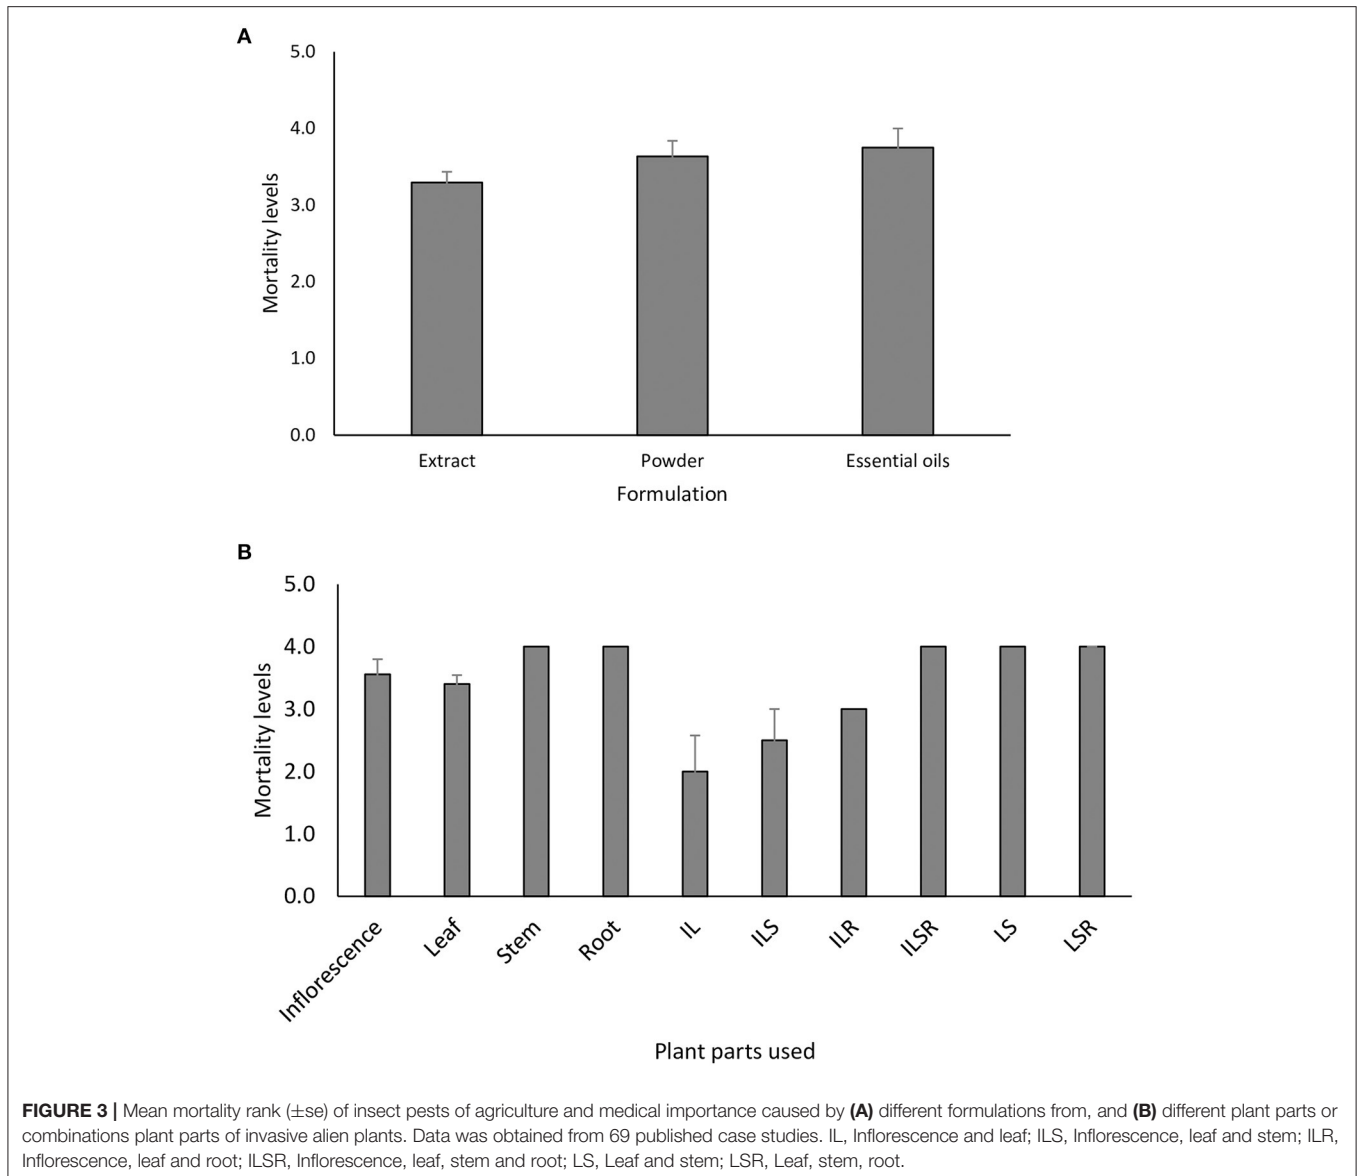 A
5.0
4.0
3.0
2.0
1.0
0.0
Mortality levels
Extract Powder Essential oils
Formulation
B
5.0
4.0
3.0
2.0
1.0
0.0
Mortality levels
Inflorescence Leaf Stem Root IL ILS ILR ILSR LS LSR
Plant parts used
FIGURE 3 | Mean mortality rank (±se) of insect pests of agriculture and medical importance caused by (A) different formulations from, and (B) different plant parts or
combinations plant parts of invasive alien plants. Data was obtained from 69 published case studies. IL, Inflorescence and leaf; ILS, Inflorescence, leaf and stem; ILR,
Inflorescence, leaf and root; ILSR, Inflorescence, leaf, stem and root; LS, Leaf and stem; LSR, Leaf, stem, root.